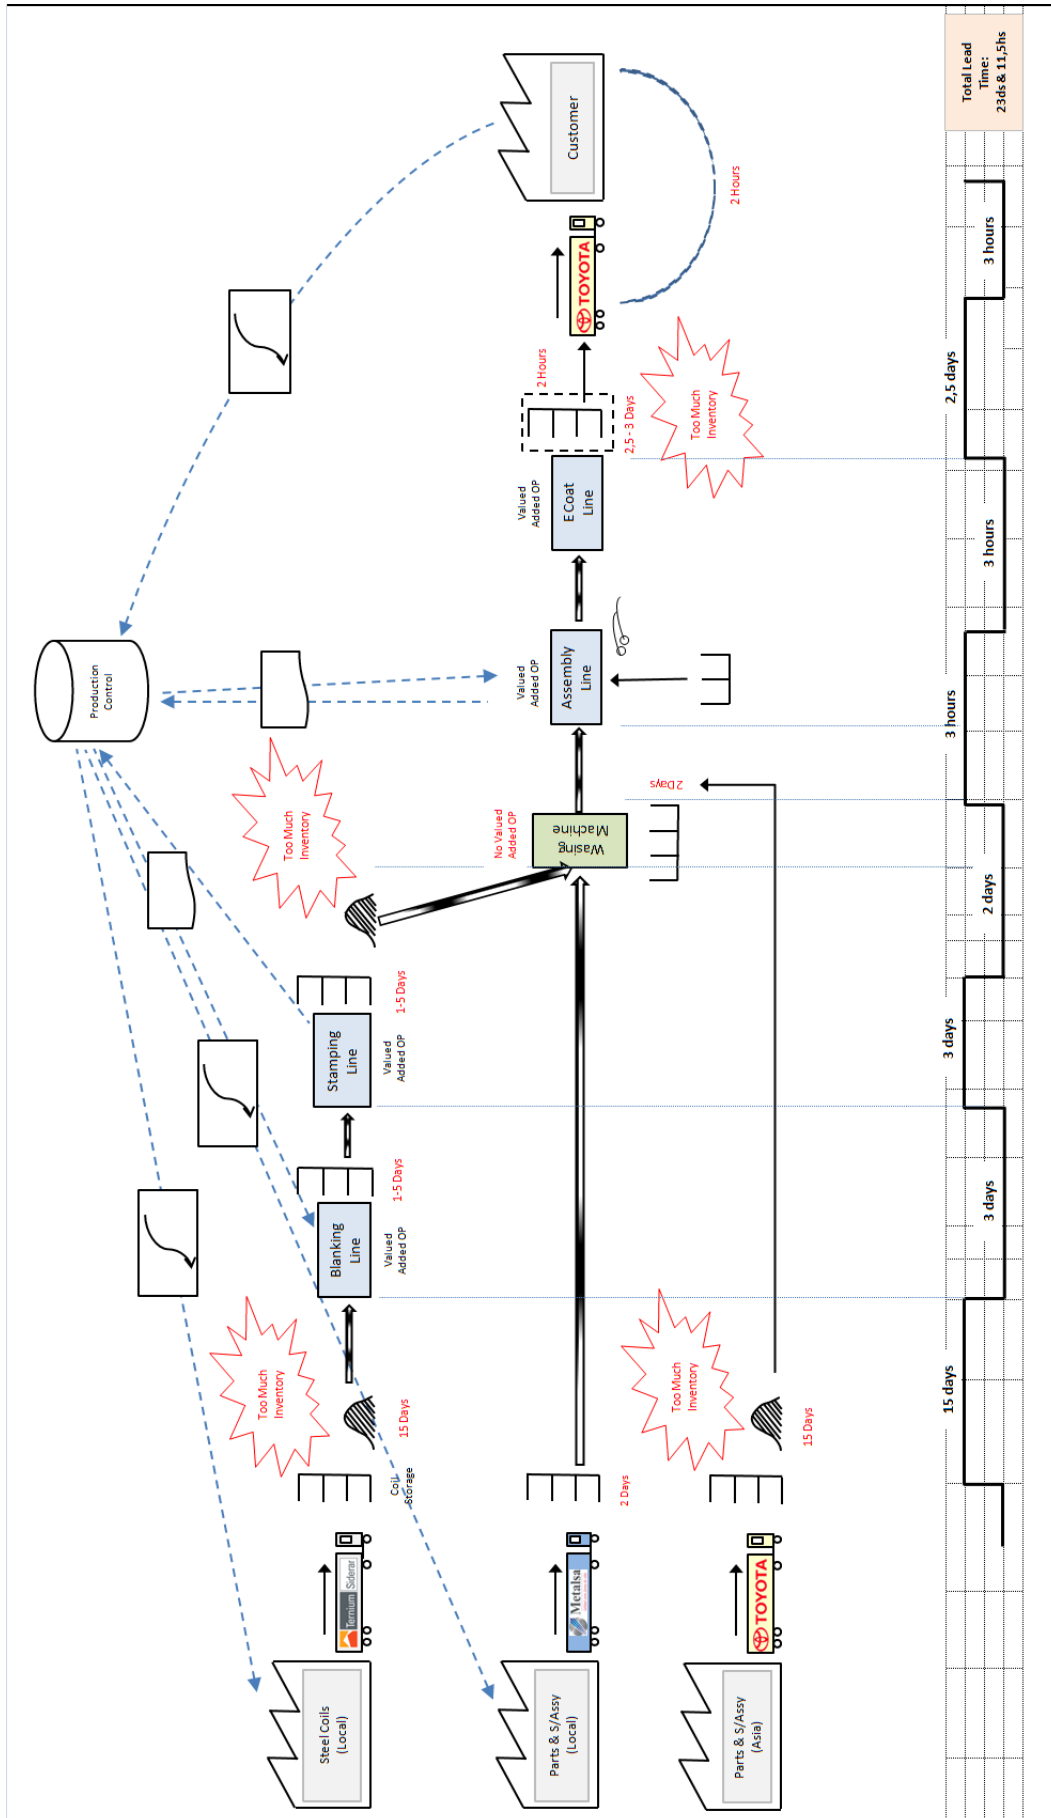 Production
Control
Customer
TOYOTA
2 Hours
2 Hours
2,5 - 3 Days
Too Much
Inventory
Valued
Added OP
E Coat
Line
Valued
Added OP
Assembly
Line
No Valued
Added OP
Wasing
Machine
2 Days
Too Much
Inventory
1-5 Days
Stamping
Line
Valued
Added OP
1-5 Days
Blanking
Line
Valued
Added OP
Too Much
Inventory
15 Days
Coil
Storage
Ternium Siderar
Steel Coils
(Local)
2 Days
Metalsa
Parts & S/Assy
(Local)
Too Much
Inventory
15 Days
TOYOTA
Parts & S/Assy
(Asia)
15 days
3 days
3 days
2 days
3 hours
3 hours
2,5 days
3 hours
Total Lead
Time:
23ds & 11,5hs